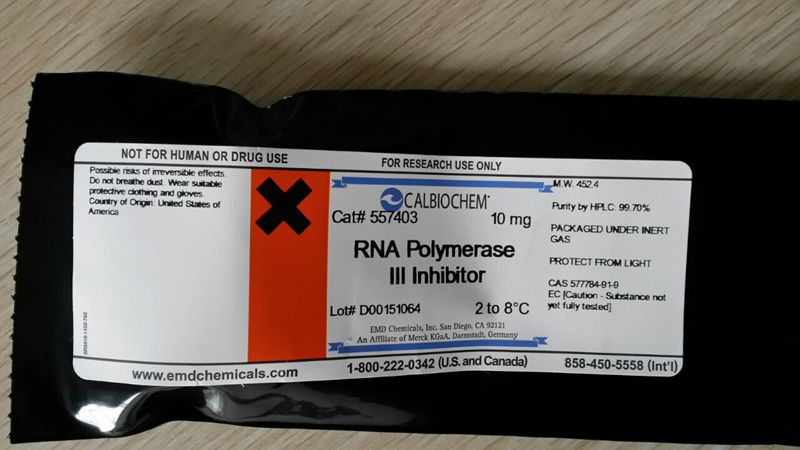 NOT FOR HUMAN OR DRUG USE
FOR RESEARCH USE ONLY
Possible risks of irreversible effects.
Do not breathe dust. Wear suitable
protective clothing and gloves.
Country of Origin: United States of
America
CALBIOCHEM
Cat# 557403
10 mg
RNA Polymerase
III Inhibitor
Lot# D00151064
2 to 8°C
EMD Chemicals, Inc. San Diego, CA 92121
An Affiliate of Merck KGaA, Darmstadt, Germany
M.W. 452.4
Purity by HPLC: 99.70%
PACKAGED UNDER INERT
GAS
PROTECT FROM LIGHT
CAS 577784-91-9
EC [Caution - Substance not
yet fully tested]
www.emdchemicals.com
1-800-222-0342 (U.S. and Canada)
858-450-5558 (Int'l)